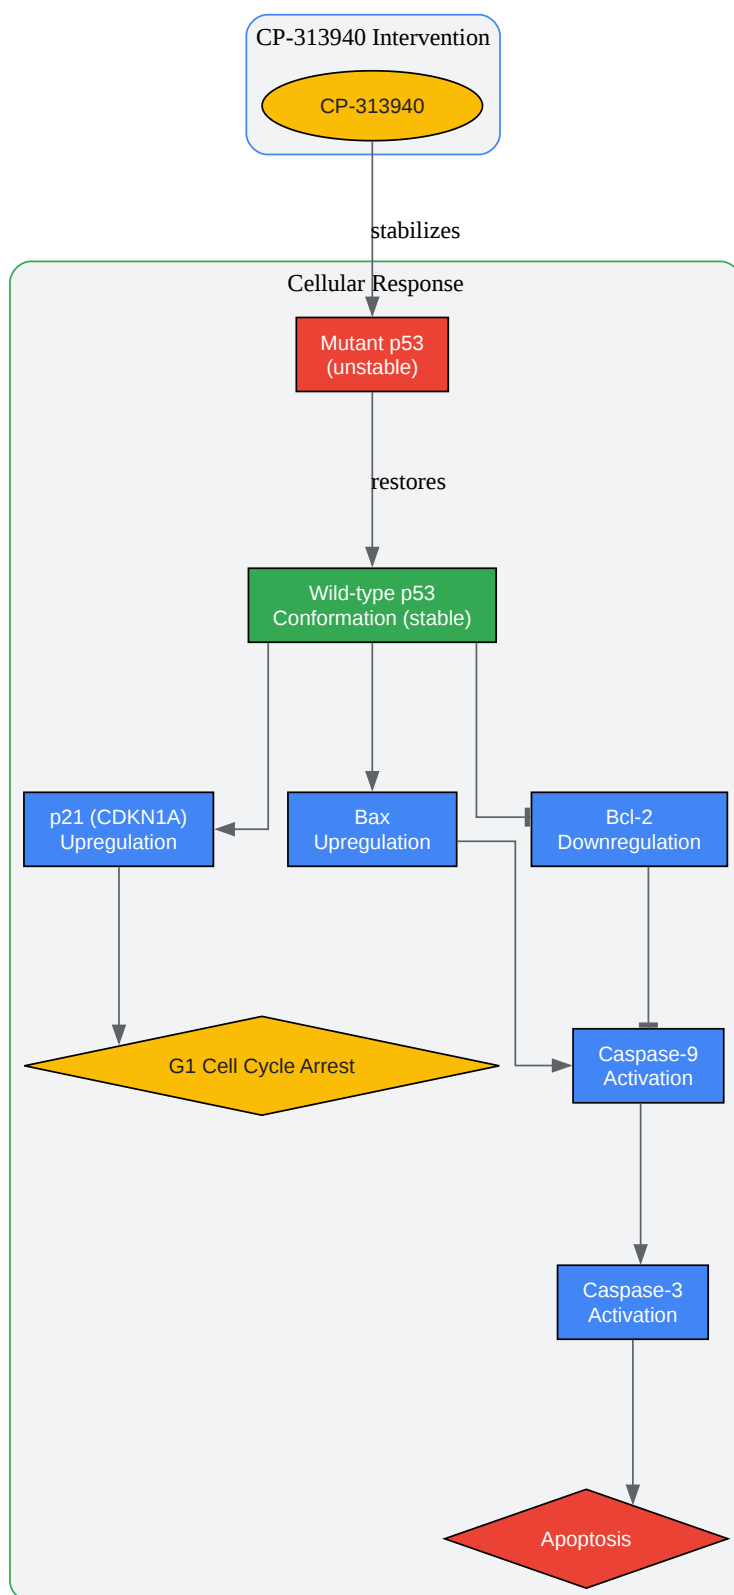 CP-313940 Intervention
CP-313940
stabilizes
Cellular Response
Mutant p53
(unstable)
restores
Wild-type p53
Conformation (stable)
p21 (CDKN1A)
Upregulation
Bax
Upregulation
Bcl-2
Downregulation
G1 Cell Cycle Arrest
Caspase-9
Activation
Caspase-3
Activation
Apoptosis